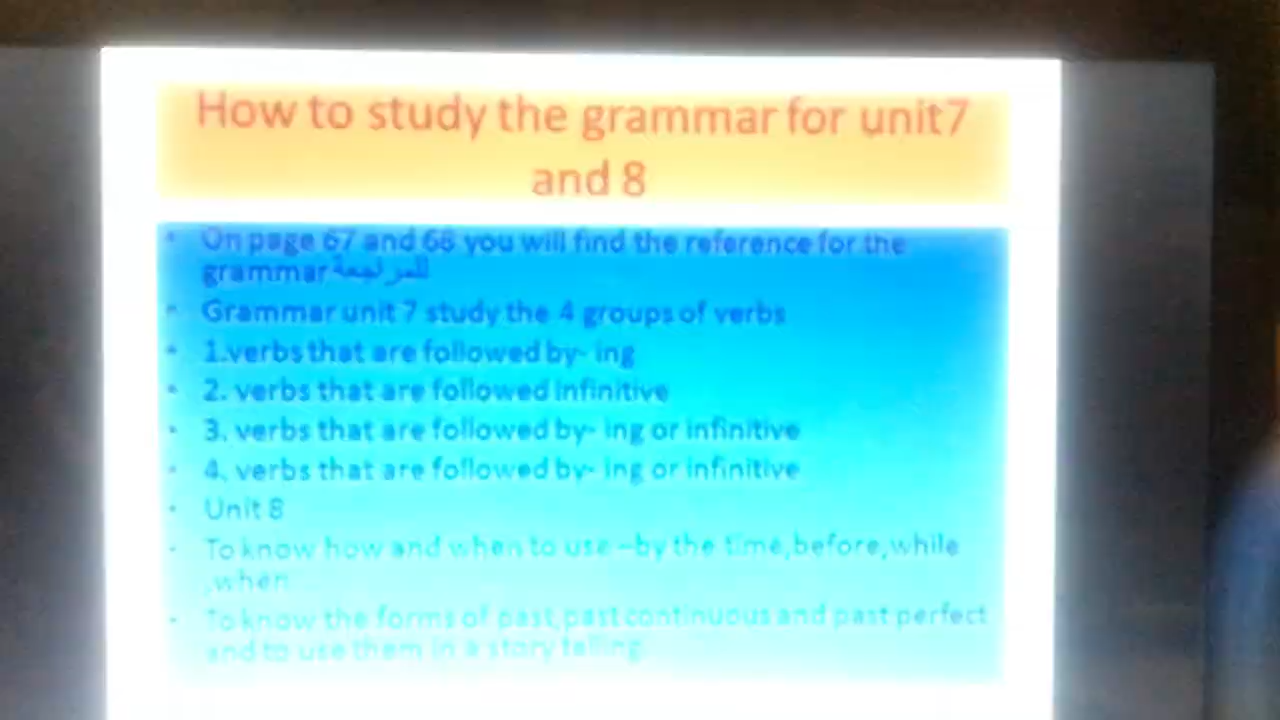 How to study the grammar for unit7
and 8
• On page 67 and 68 you will find the reference for the
grammar للمراجعة
• Grammar unit 7 study the 4 groups of verbs
• 1.verbs that are followed by- ing
• 2. verbs that are followed infinitive
• 3. verbs that are followed by- ing or infinitive
• 4. verbs that are followed by- ing or infinitive
• Unit 8
• To know how and when to use –by the time,before,while
,when
• To know the forms of past,past continuous and past perfect
and to use them in a story telling